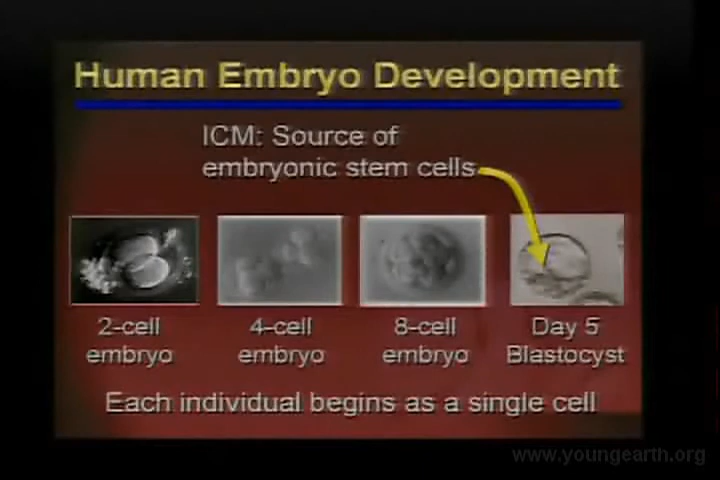 Human Embryo Development
ICM: Source of
embryonic stem cells
2-cell
embryo
4-cell
embryo
8-cell
embryo
Day 5
Blastocyst
Each individual begins as a single cell
www.youngearth.org